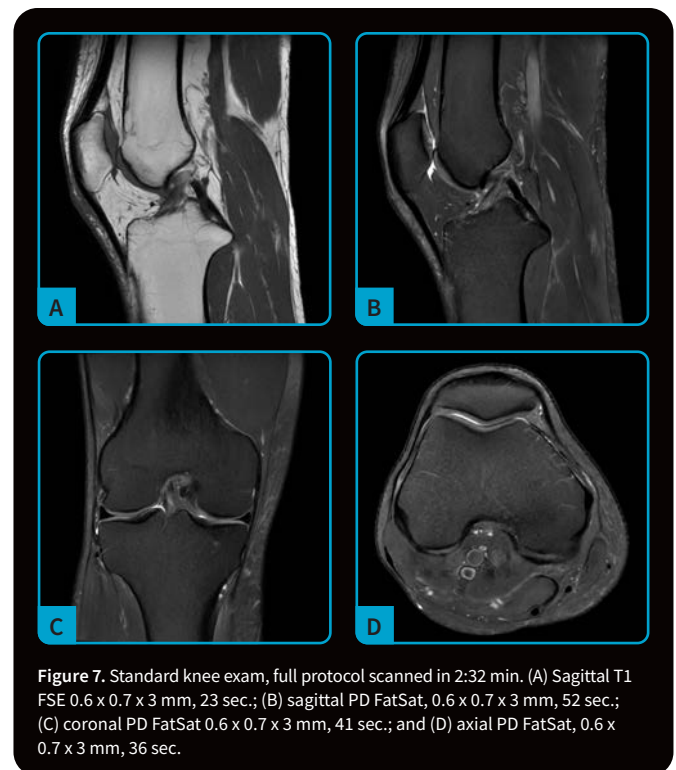 A
B
C
D
Figure 7. Standard knee exam, full protocol scanned in 2:32 min. (A) Sagittal T1
FSE 0.6 x 0.7 x 3 mm, 23 sec.; (B) sagittal PD FatSat, 0.6 x 0.7 x 3 mm, 52 sec.;
(C) coronal PD FatSat 0.6 x 0.7 x 3 mm, 41 sec.; and (D) axial PD FatSat, 0.6 x
0.7 x 3 mm, 36 sec.